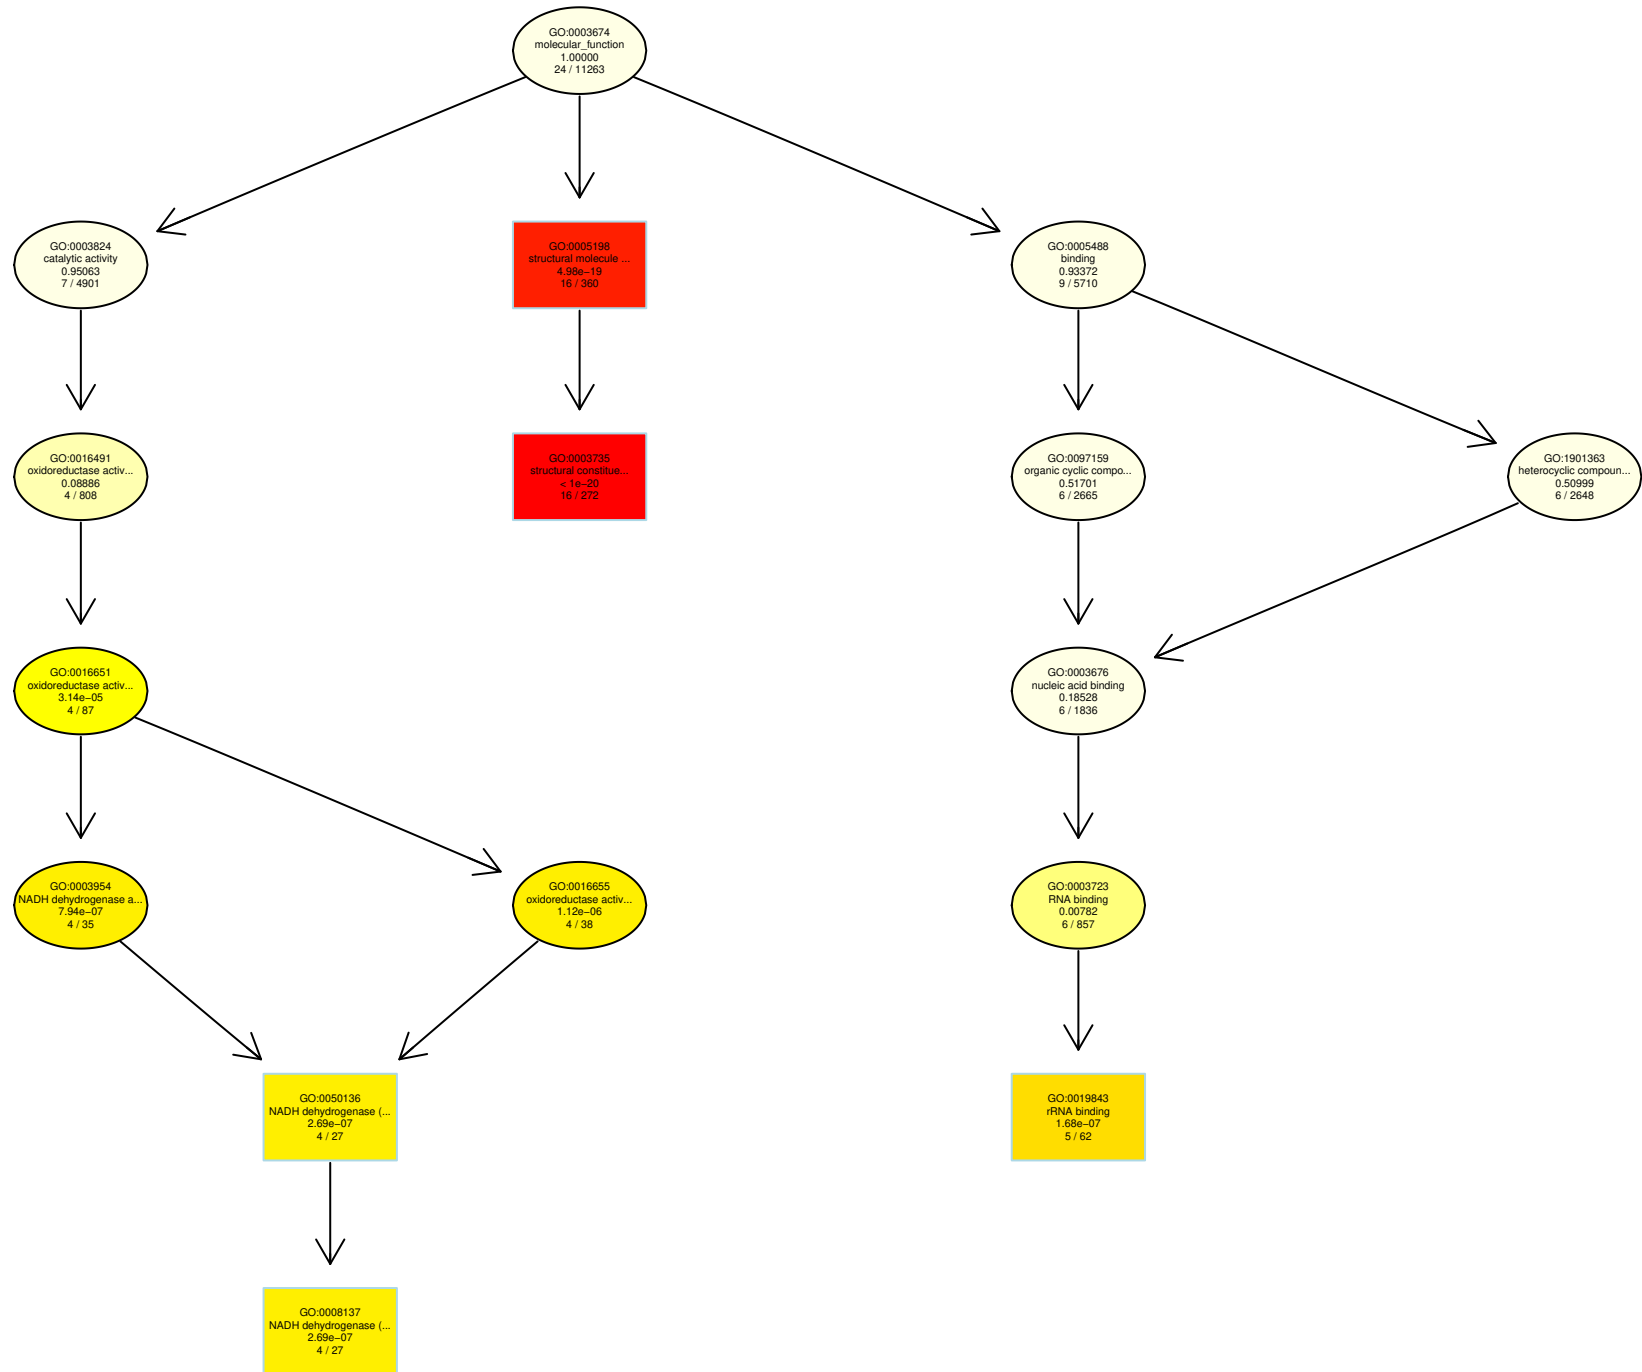 GO:0003674
molecular_function
1.00000
24 / 11263
GO:0003824
catalytic activity
0.95063
7 / 4901
GO:0005198
structural molecule ...
4.98e−19
16 / 360
GO:0005488
binding
0.93372
9 / 5710
GO:0016491
oxidoreductase activ...
0.08886
4 / 808
GO:0003735
structural constitue...
< 1e−20
16 / 272
GO:0097159
organic cyclic compo...
0.51701
6 / 2665
GO:1901363
heterocyclic compoun...
0.50999
6 / 2648
GO:0016651
oxidoreductase activ...
3.14e−05
4 / 87
GO:0003676
nucleic acid binding
0.18528
6 / 1836
GO:0003954
NADH dehydrogenase a...
7.94e−07
4 / 35
GO:0016655
oxidoreductase activ...
1.12e−06
4 / 38
GO:0003723
RNA binding
0.00782
6 / 857
GO:0050136
NADH dehydrogenase (...
2.69e−07
4 / 27
GO:0019843
rRNA binding
1.68e−07
5 / 62
GO:0008137
NADH dehydrogenase (...
2.69e−07
4 / 27